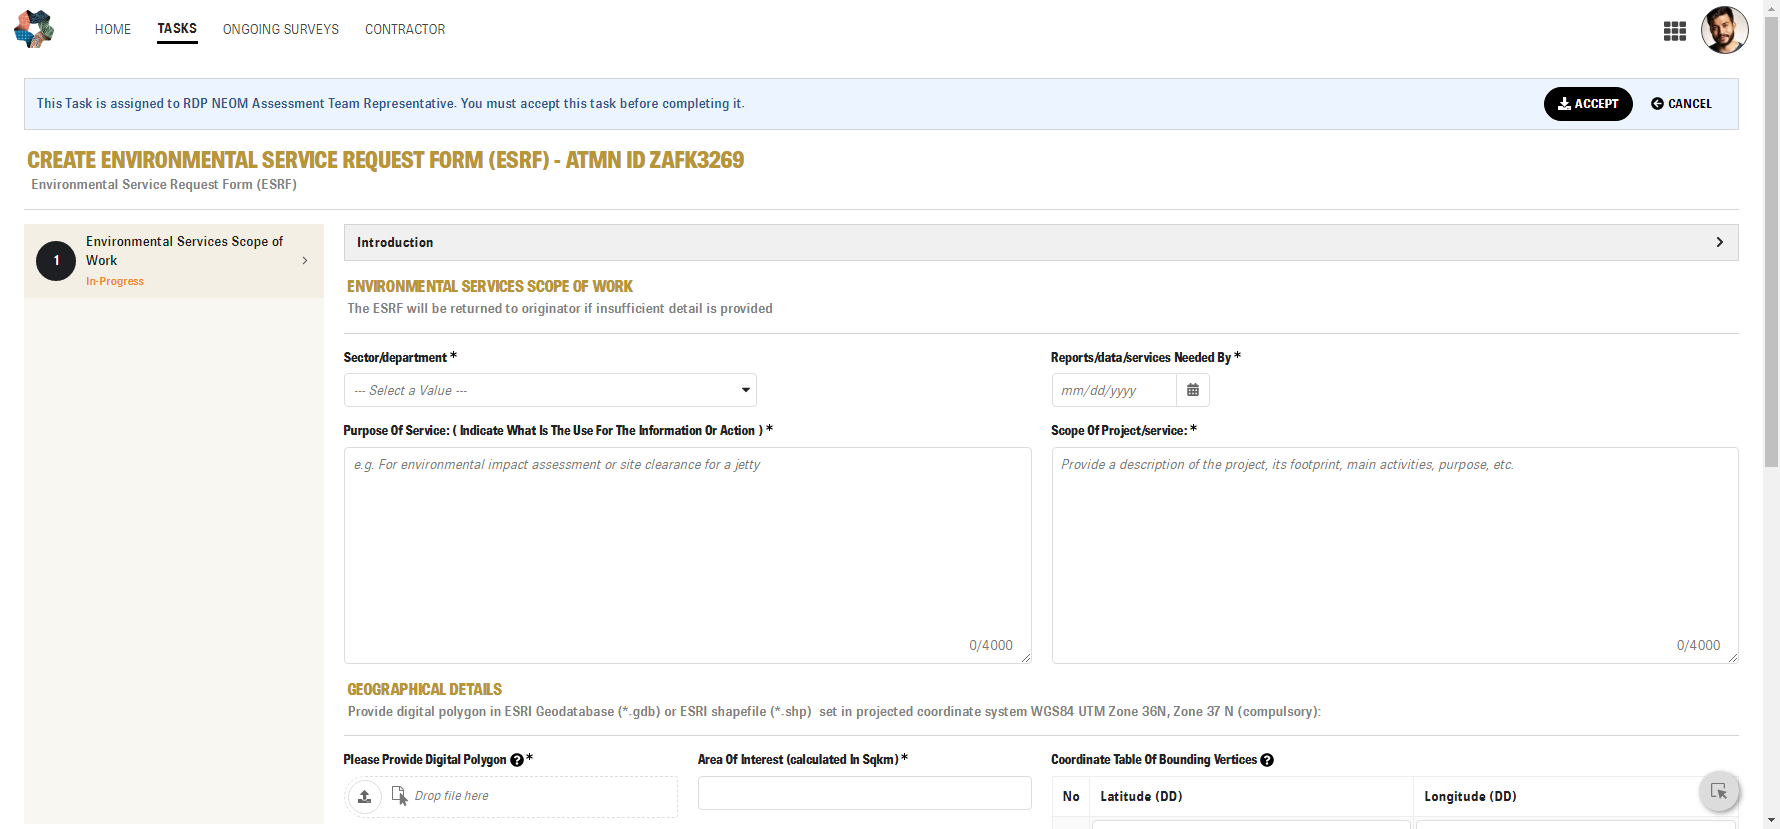 HOME TASKS ONGOING SURVEYS CONTRACTOR
This Task is assigned to RDP NEOM Assessment Team Representative. You must accept this task before completing it.
ACCEPT CANCEL
CREATE ENVIRONMENTAL SERVICE REQUEST FORM (ESRF) - ATMN ID ZAFK3269
Environmental Service Request Form (ESRF)
1
Environmental Services Scope of
Work
In-Progress
Introduction
ENVIRONMENTAL SERVICES SCOPE OF WORK
The ESRF will be returned to originator if insufficient detail is provided
Sector/department *
Reports/data/services Needed By *
--- Select a Value ---
mm/dd/yyyy
Purpose Of Service: ( Indicate What Is The Use For The Information Or Action ) *
Scope Of Project/service: *
e.g. For environmental impact assessment or site clearance for a jetty
Provide a description of the project, its footprint, main activities, purpose, etc.
0/4000
0/4000
GEOGRAPHICAL DETAILS
Provide digital polygon in ESRI Geodatabase (*.gdb) or ESRI shapefile (*.shp) set in projected coordinate system WGS84 UTM Zone 36N, Zone 37 N (compulsory):
Please Provide Digital Polygon ? *
Area Of Interest (calculated In Sqkm) *
Coordinate Table Of Bounding Vertices ?
Drop file here
No Latitude (DD) Longitude (DD)